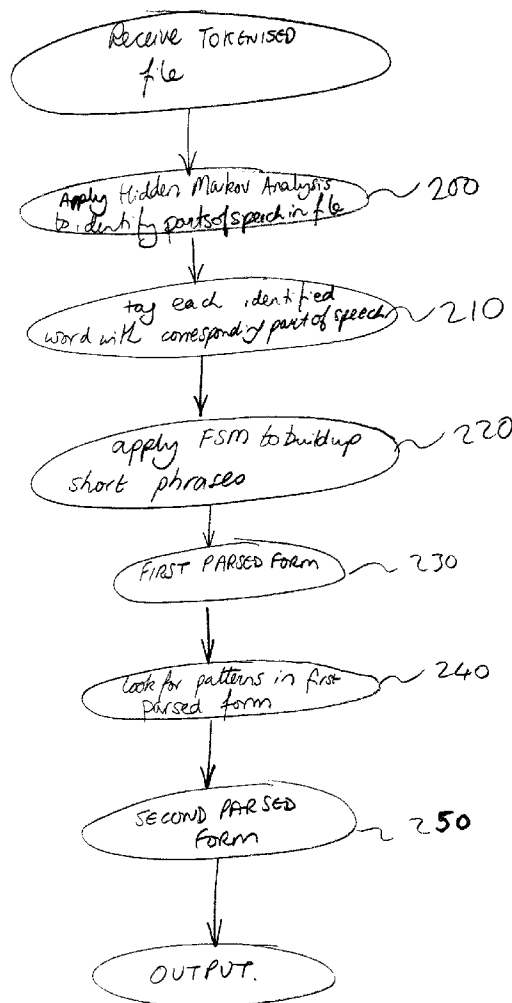 Receive TOKENISED
file
Apply Hidden Markov Analysis
to identify parts of speech in file
200
tag each identified
word with corresponding part of speech
210
apply FSM to build up
short phrases
220
FIRST PARSED FORM
230
look for patterns in first
parsed form
240
SECOND PARSED
FORM
250
OUTPUT.